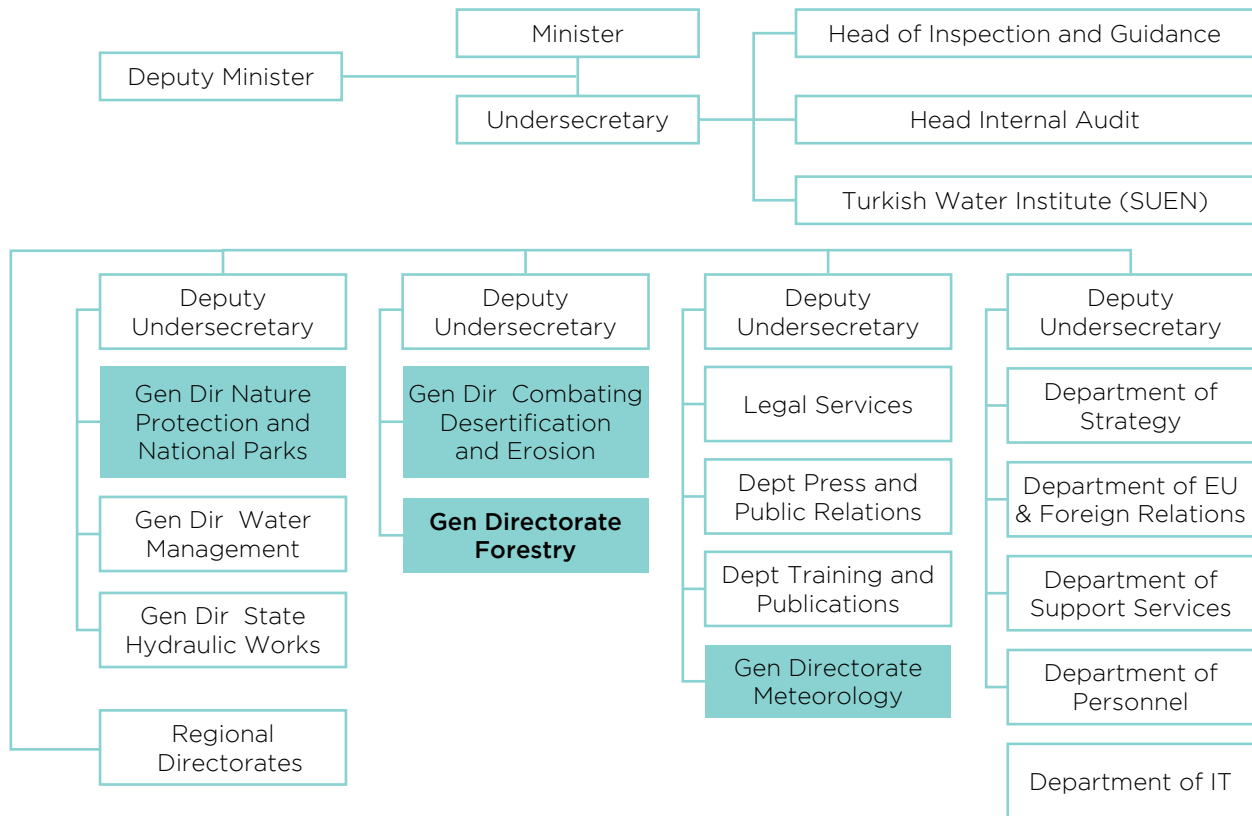 Minister
Deputy Minister
Undersecretary
Head of Inspection and Guidance
Head Internal Audit
Turkish Water Institute (SUEN)
Deputy
Undersecretary
Gen Dir Nature
Protection and
National Parks
Gen Dir Water
Management
Gen Dir State
Hydraulic Works
Regional
Directorates
Deputy
Undersecretary
Gen Dir Combating
Desertification
and Erosion
Gen Directorate
Forestry
Deputy
Undersecretary
Legal Services
Dept Press and
Public Relations
Dept Training and
Publications
Gen Directorate
Meteorology
Deputy
Undersecretary
Department of
Strategy
Department of EU
& Foreign Relations
Department of
Support Services
Department of
Personnel
Department of IT